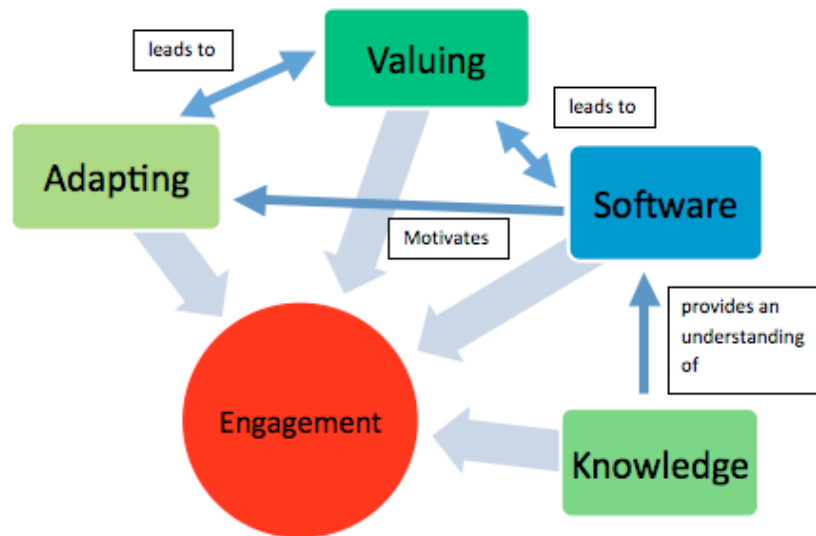 leads to
Valuing
leads to
Adapting
Software
Motivates
provides an
understanding
of
Engagement
Knowledge